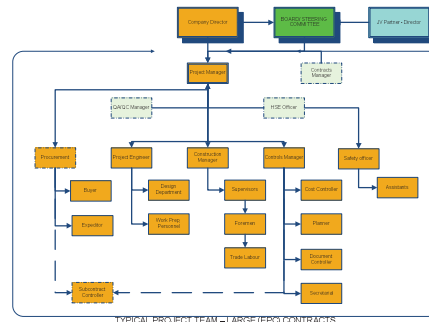 Company Director
BOARD/ STEERING
COMMITTEE
JV Partner - Director
Project Manager
Contracts
Manager
QA/QC Manager
HSE Officer
Procurement
Project Engineer
Construction
Manager
Controls Manager
Safety officer
Buyer
Design
Department
Supervisors
Cost Controller
Assistants
Expeditor
Work Prep
Personnel
Foremen
Planner
Trade Labour
Document
Controller
Subcontract
Controller
Secretarial
TYPICAL PROJECT TEAM – LARGE (EPC) CONTRACTS